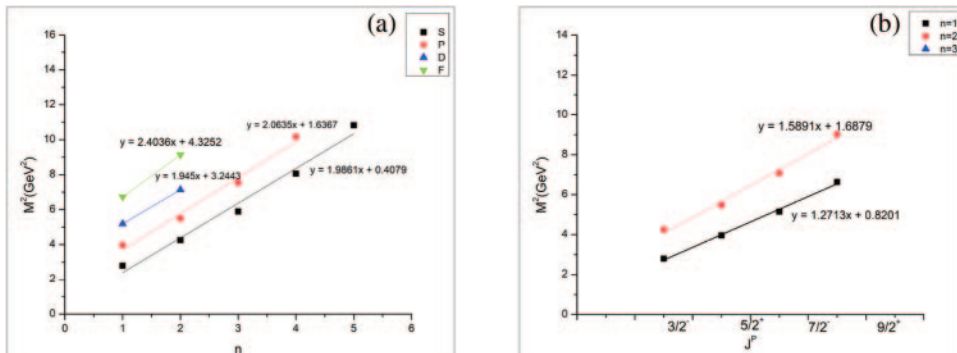 (a)
S
P
D
F
16
14
12
10
8
6
4
2
0
M²(GeV²)
y = 2.0635x + 1.6367
y = 2.4036x + 4.3252
y = 1.945x + 3.2443
y = 1.9861x + 0.4079
0 1 2 3 4 5 6
n
(b)
n=1
n=2
n=3
14
12
10
8
6
4
2
0
M²(GeV²)
y = 1.5891x + 1.6879
y = 1.2713x + 0.8201
3/2⁻ 5/2⁺ 7/2⁻ 9/2⁺
Jᴾ